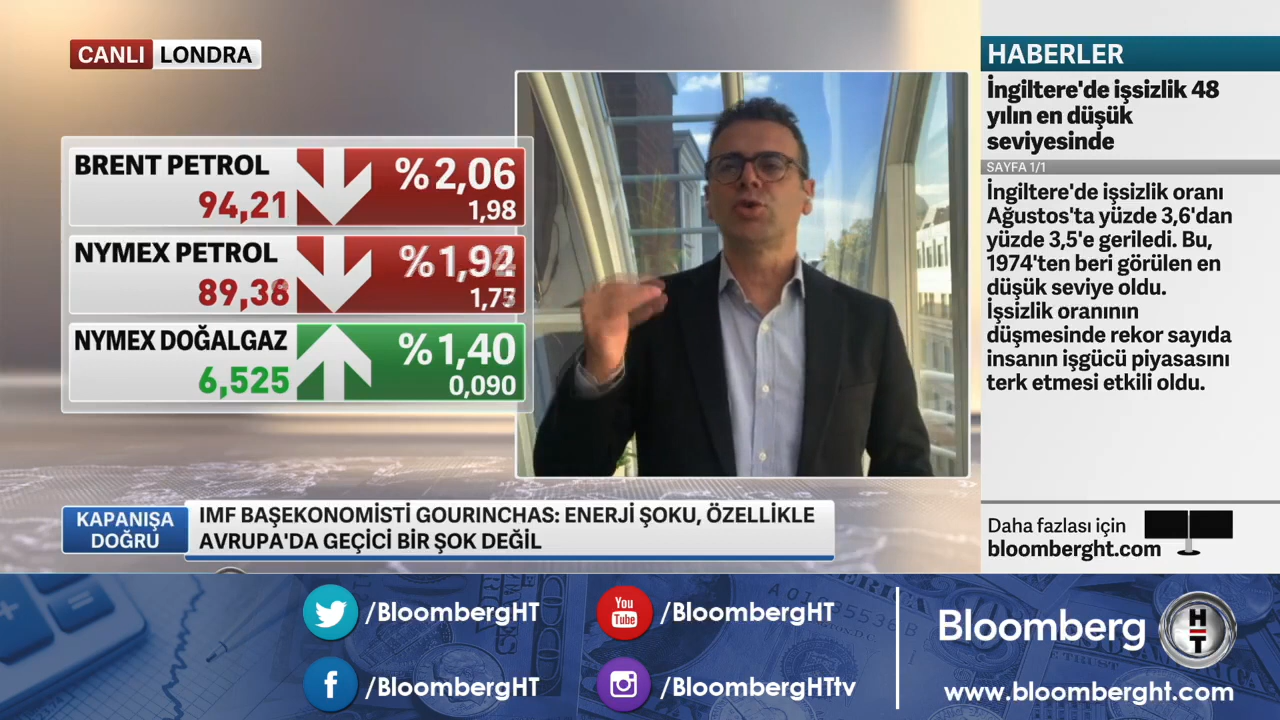 CANLI LONDRA
BRENT PETROL
94,21
%2,06
1,98
NYMEX PETROL
89,38
NYMEX DOĞALGAZ
6,525
%1,40
0,090
KAPANIŞA
DOĞRU
IMF BAŞEKONOMİSTİ GOURINCHAS: ENERJİ ŞOKU, ÖZELLİKLE
AVRUPA'DA GEÇİCİ BİR ŞOK DEĞİL
HABERLER
İngiltere'de işsizlik 48
yılın en düşük
seviyesinde
SAYFA 1/1
İngiltere'de işsizlik oranı
Ağustos'ta yüzde 3,6'dan
yüzde 3,5'e geriledi. Bu,
1974'ten beri görülen en
düşük seviye oldu.
İşsizlik oranının
düşmesinde rekor sayıda
insanın işgücü piyasasını
terk etmesi etkili oldu.
Daha fazlası için
bloomberght.com
/BloombergHT
You
Tube
/BloombergHT
f
/BloombergHT
/BloombergHTtv
Bloomberg
HT
www.bloomberght.com